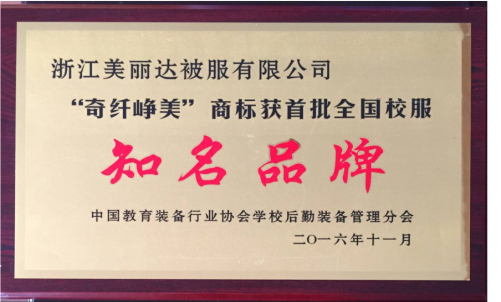 浙江美丽达被服有限公司
“奇纤峥美”商标获首批全国校服
知名品牌
中国教育装备行业协会学校后勤装备管理分会
二〇一六年十一月